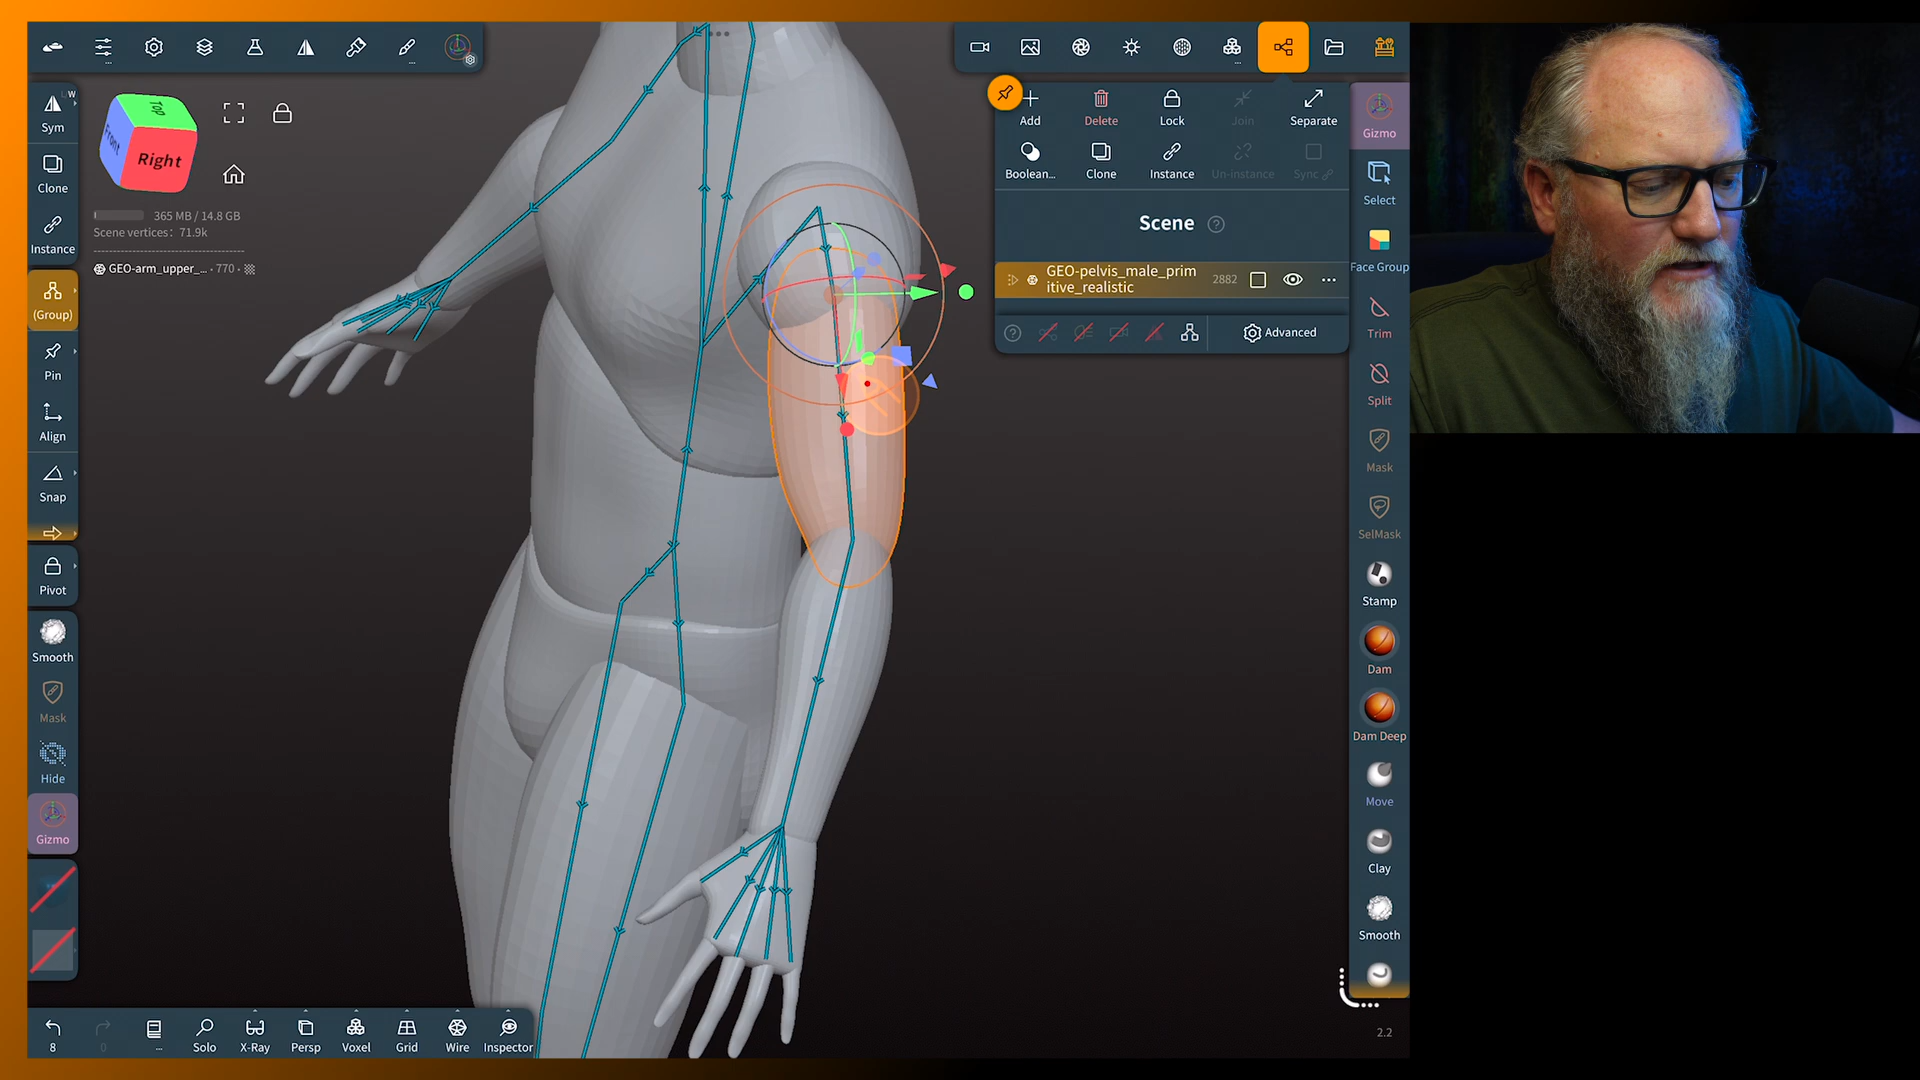 Sym
LW
Clone
Instance
(Group)
Pin
Align
Snap
Pivot
Smooth
Mask
Hide
Gizmo
Top
Front
Right
365 MB / 14.8 GB
Scene vertices: 71.9k
GEO-arm_upper_... • 770 •
Add
Delete
Lock
Join
Separate
Boolean...
Clone
Instance
Un-instance
Sync
Scene
GEO-pelvis_male_prim
itive_realistic
2882
Advanced
Gizmo
Select
Face Group
Trim
Split
Mask
SelMask
Stamp
Dam
Dam Deep
Move
Clay
Smooth
8
0
...
Solo
X-Ray
Persp
Voxel
Grid
Wire
Inspector
2.2